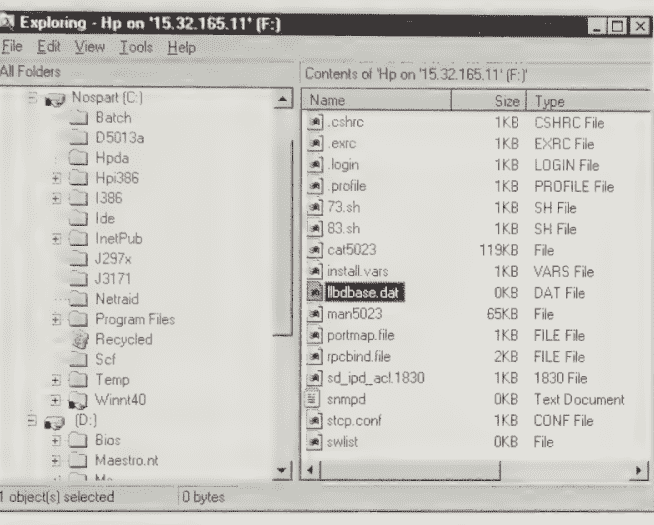 Exploring - Hp on '15.32.165.11' (F:)
File Edit View Tools Help
All Folders
Contents of 'Hp on '15.32.165.11' (F:)'
Nospart (C:)
Batch
D5013a
Hpda
Hpi386
I386
Ide
InetPub
J297x
J3171
Netraid
Program Files
Recycled
Scf
Temp
Winnt40
(D:)
Bios
Maestro.nt
Name Size Type
.cshrc 1KB CSHRC File
.exrc 1KB EXRC File
.login 1KB LOGIN File
.profile 1KB PROFILE File
73.sh 1KB SH File
83.sh 1KB SH File
cat5023 119KB File
install.vars 1KB VARS File
llbdbase.dat 0KB DAT File
man5023 65KB File
portmap.file 1KB FILE File
rpcbind.file 2KB FILE File
sd_ipd_acl.1830 1KB 1830 File
snmpd 0KB Text Document
stcp.conf 1KB CONF File
swlist 0KB File
1 object(s) selected 0 bytes